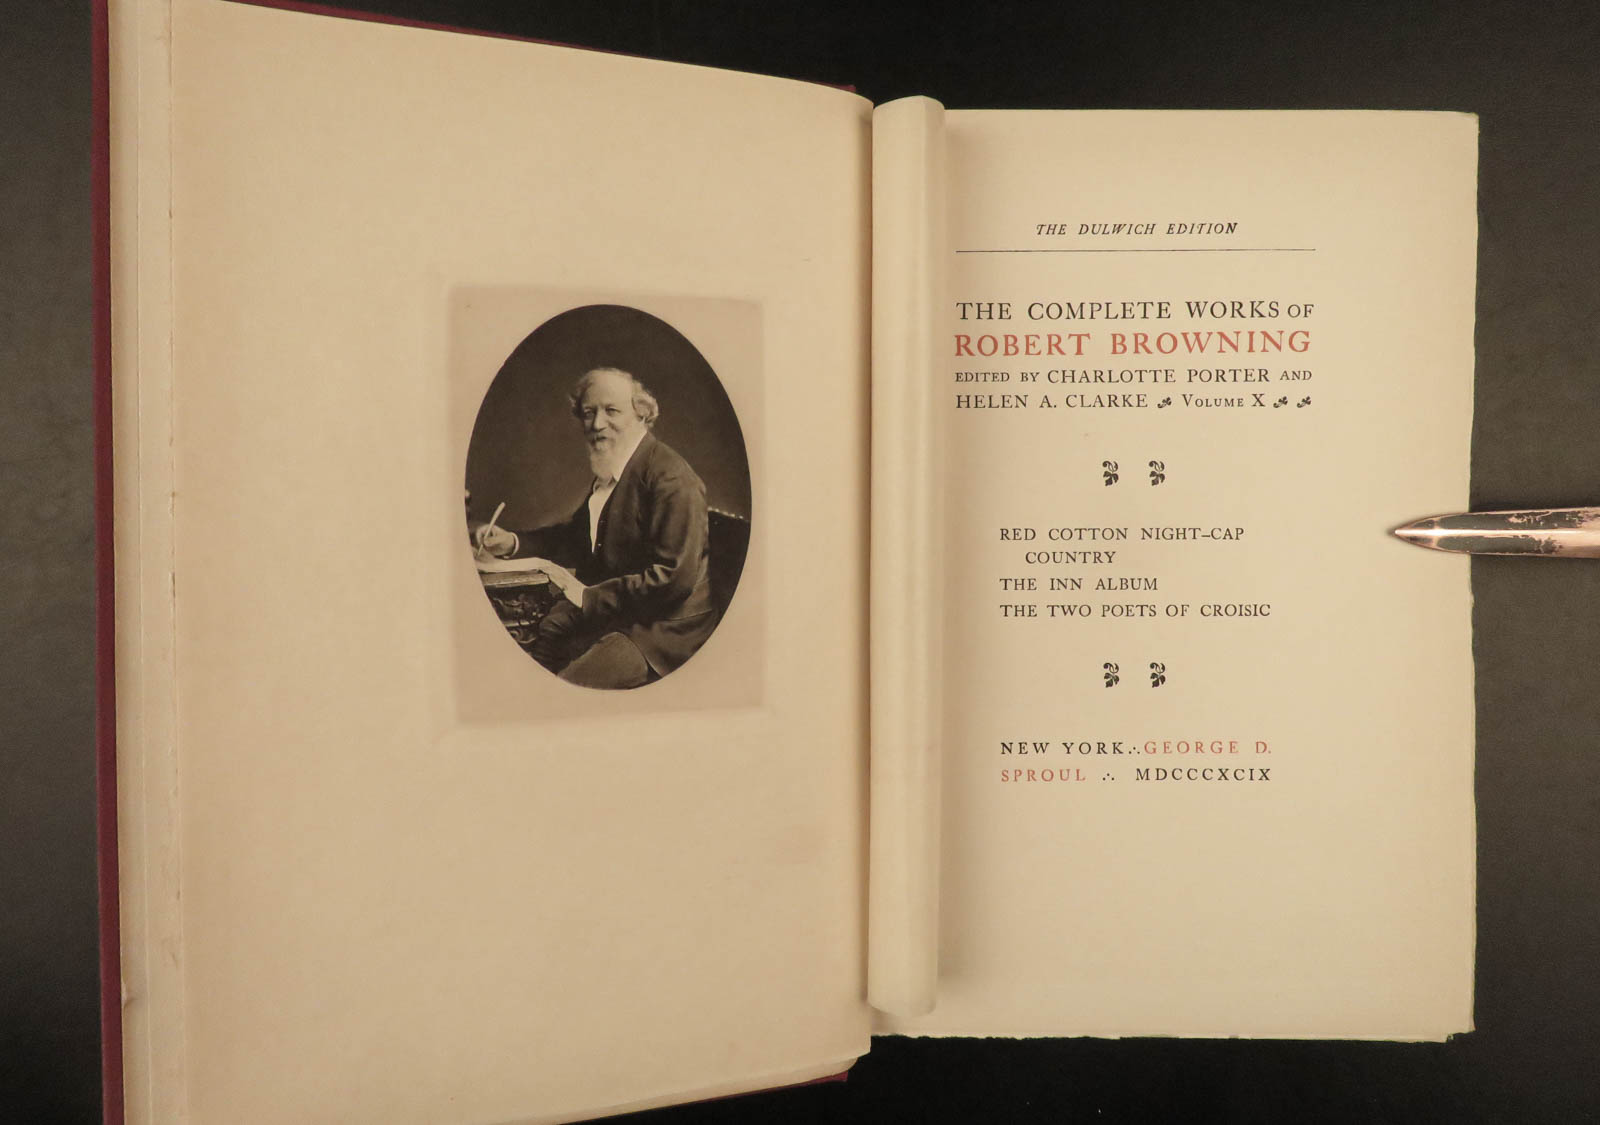 THE DULWICH EDITION
THE COMPLETE WORKS OF
ROBERT BROWNING
EDITED BY CHARLOTTE PORTER AND
HELEN A. CLARKE VOLUME X
RED COTTON NIGHT-CAP
COUNTRY
THE INN ALBUM
THE TWO POETS OF CROISIC
NEW YORK∴GEORGE D.
SPROUL ∴ MDCCCXCIX